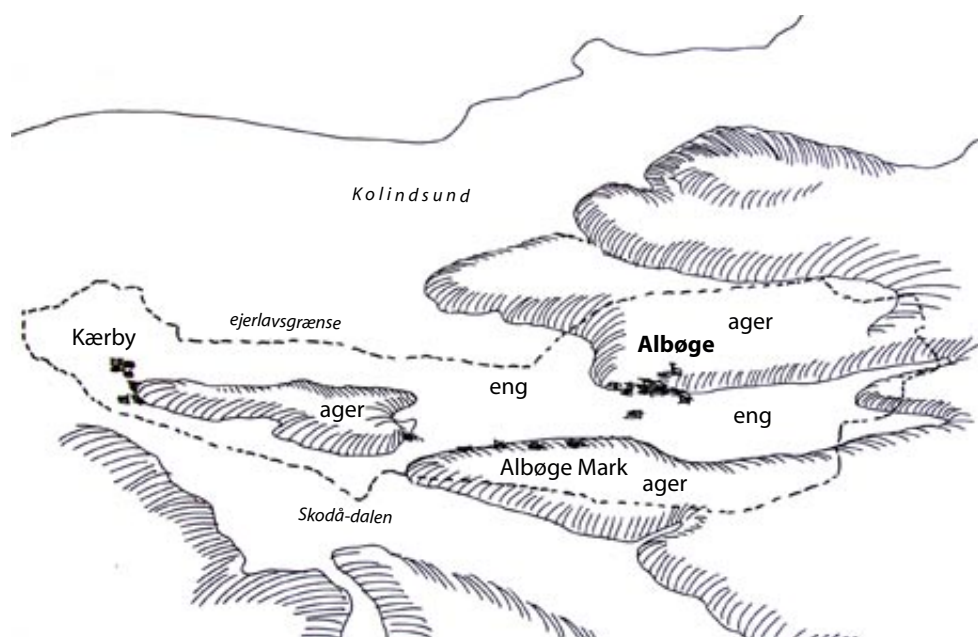 Kolindsund
ejerlavsgrænse
ager
Kærby
Albøge
eng
ager
eng
Albøge Mark
ager
Skodå-dalen